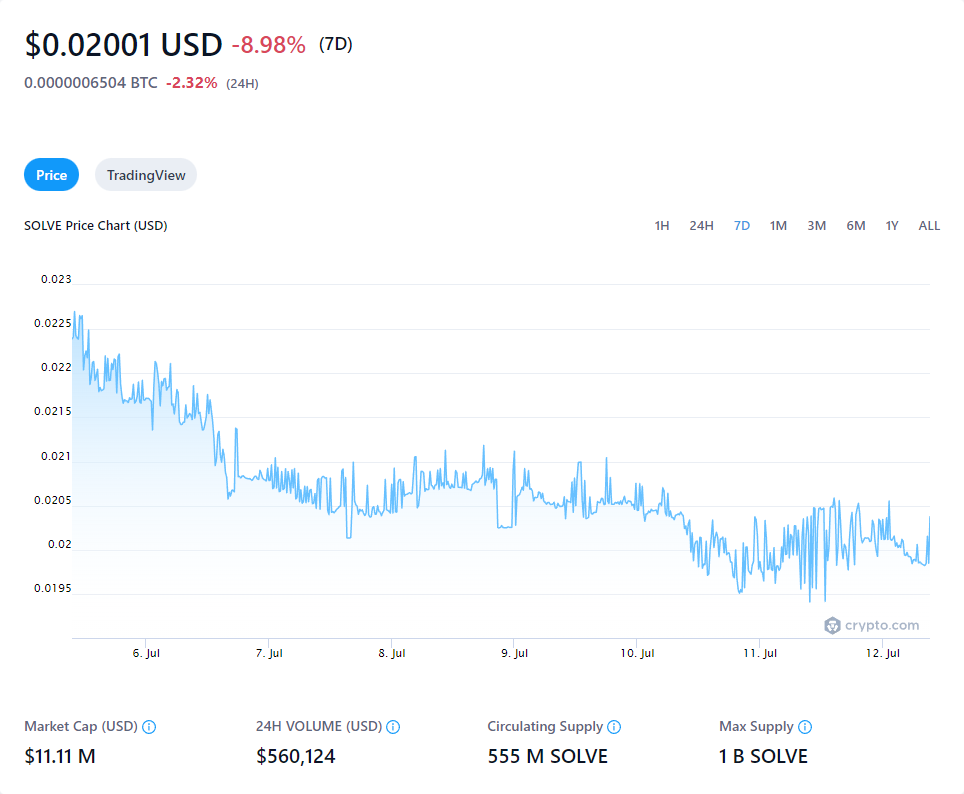 $0.02001 USD -8.98% (7D)
0.0000006504 BTC -2.32% (24H)
Price TradingView
SOLVE Price Chart (USD) 1H 24H 7D 1M 3M 6M 1Y ALL
0.023
0.0225
0.022
0.0215
0.021
0.0205
0.02
0.0195
crypto.com
6. Jul 7. Jul 8. Jul 9. Jul 10. Jul 11. Jul 12. Jul
Market Cap (USD) 24H VOLUME (USD) Circulating Supply Max Supply
$11.11 M $560,124 555 M SOLVE 1 B SOLVE